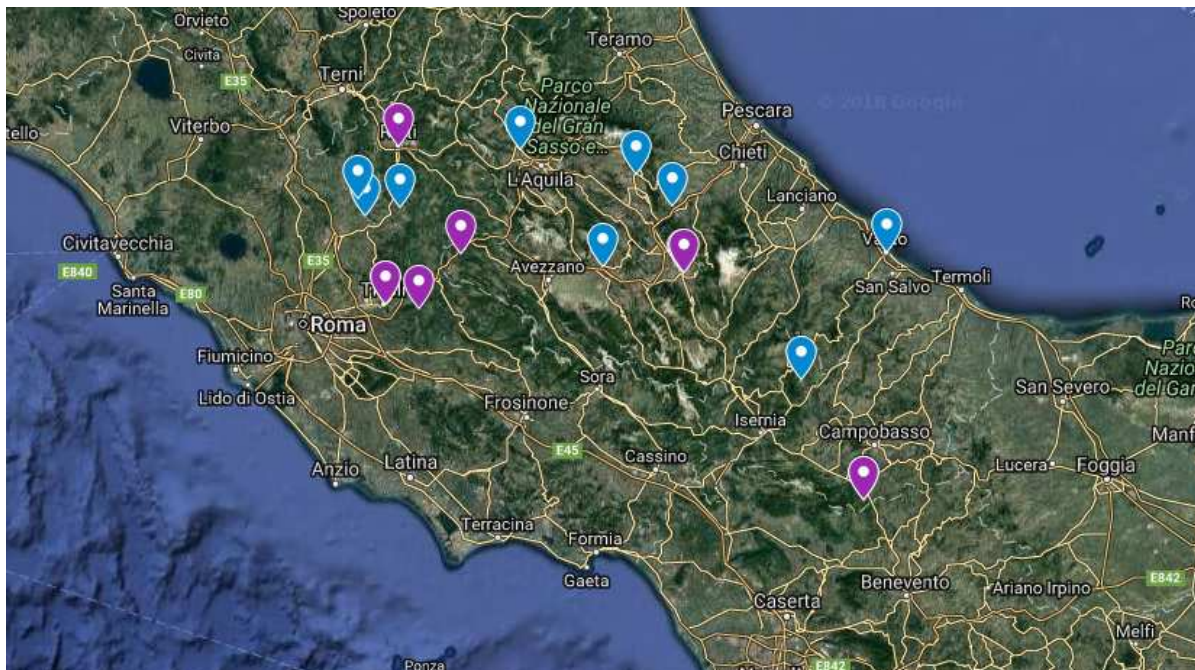 Orvieto
Spoleto
Civita
Teramo
Terni
E35
Parco
Nazionale
del Gran
Sasso e...
© 2018 Google
Pescara
Viterbo
Chieti
L'Aquila
Lanciano
Civitavecchia
E35
Avezzano
Termoli
E840
San Salvo
Santa
Marinella
E80
Roma
Fiumicino
Sora
San Severo
Lido di Ostia
Frosinone
Isernia
Campobasso
E45
Cassino
Lucera
Foggia
Anzio
Latina
Terracina
Formia
Gaeta
Benevento
Ariano Irpino
E842
Caserta
Melfi
Ponza
E842